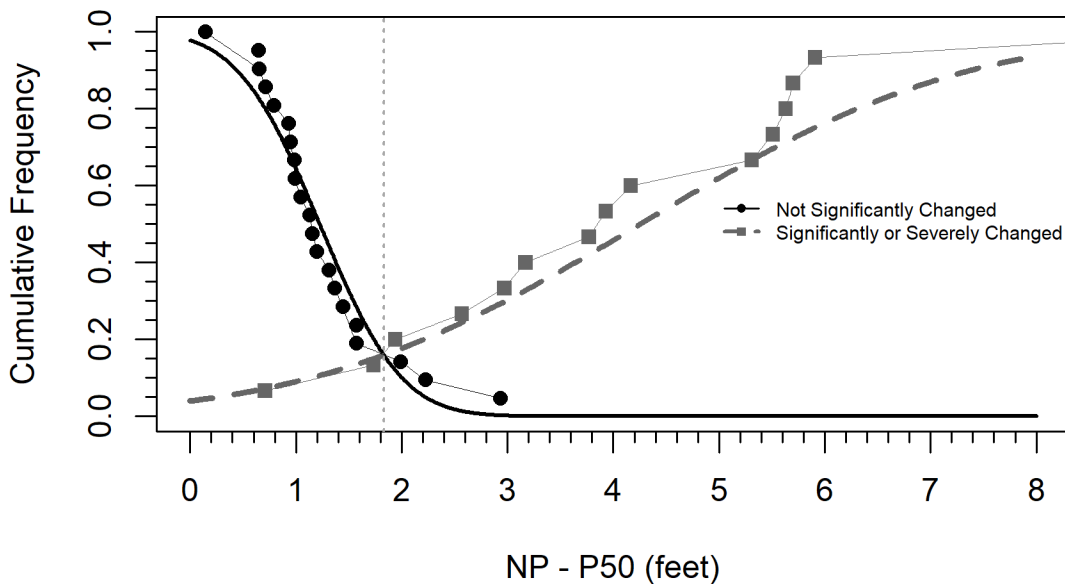 Cumulative Frequency
1.0
0.8
0.6
0.4
0.2
0.0
Not Significantly Changed
Significantly or Severely Changed
0 1 2 3 4 5 6 7 8
NP - P50 (feet)